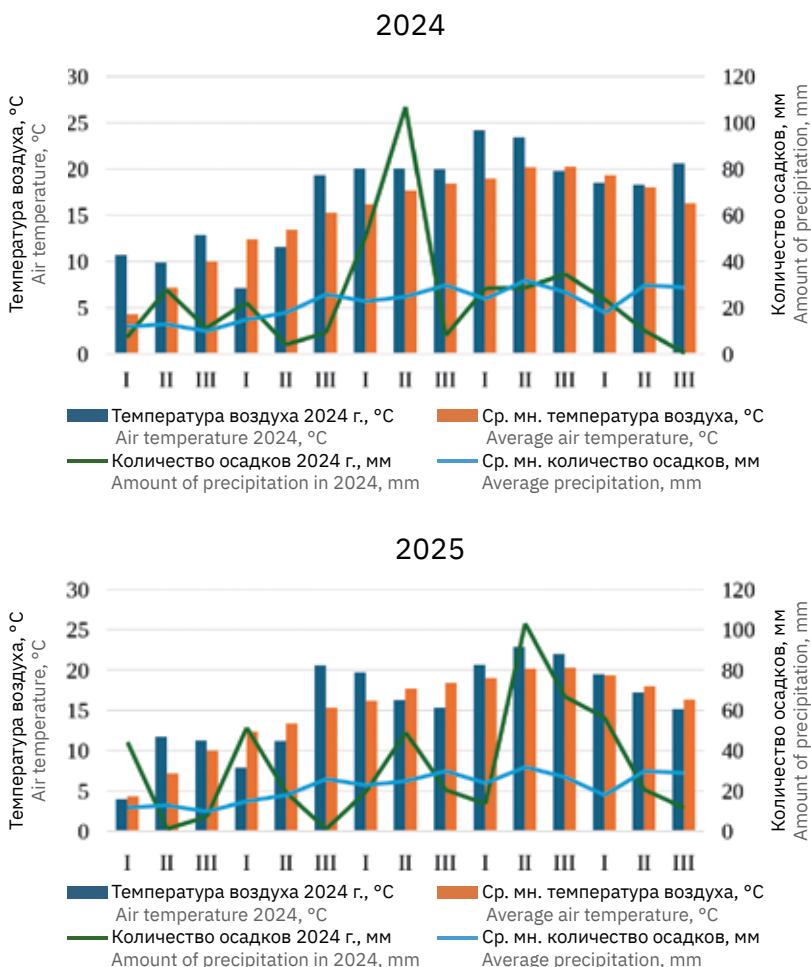 2024
Температура воздуха, °C
Air temperature, °C
30
25
20
15
10
5
0
120
100
80
60
40
20
0
Количество осадков, мм
Amount of precipitation, mm
I II III I II III I II III I II III I II III
Температура воздуха 2024 г., °C
Air temperature 2024, °C
Ср. мн. температура воздуха, °C
Average air temperature, °C
Количество осадков 2024 г., мм
Amount of precipitation in 2024, mm
Ср. мн. количество осадков, мм
Average precipitation, mm
2025
Температура воздуха, °C
Air temperature, °C
30
25
20
15
10
5
0
120
100
80
60
40
20
0
Количество осадков, мм
Amount of precipitation, mm
I II III I II III I II III I II III I II III
Температура воздуха 2024 г., °C
Air temperature 2024, °C
Ср. мн. температура воздуха, °C
Average air temperature, °C
Количество осадков 2024 г., мм
Amount of precipitation in 2024, mm
Ср. мн. количество осадков, мм
Average precipitation, mm